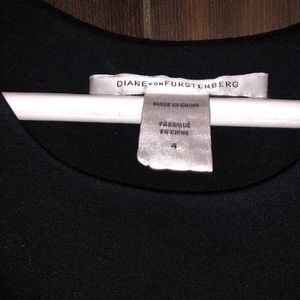 DIANE VON FURSTENBERG
MADE IN CHINA
FABRIQUÉ
EN CHINE
4